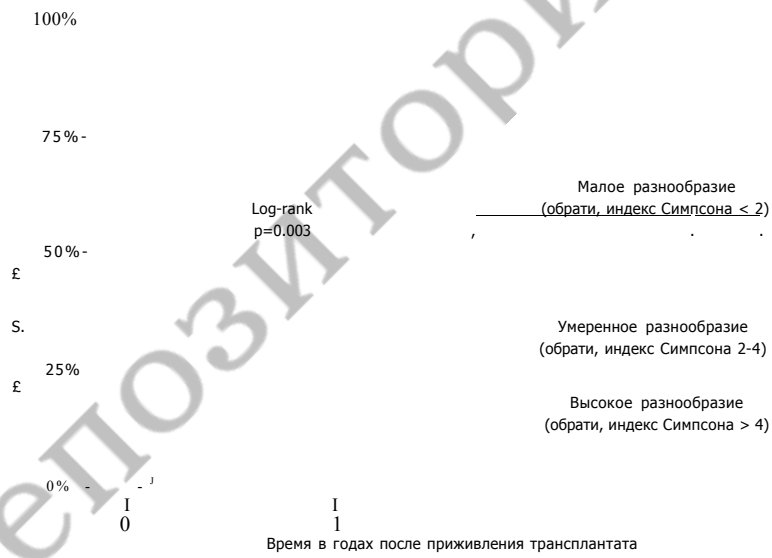 100%
75%-
Малое разнообразие
Log-rank
(обрати, индекс Симпсона < 2)
p=0.003
, . .
50%-
£
S.
Умеренное разнообразие
(обрати, индекс Симпсона 2-4)
25%
£
Высокое разнообразие
(обрати, индекс Симпсона > 4)
0% - - J
I I
0 1
Время в годах после приживления трансплантата
епозитори